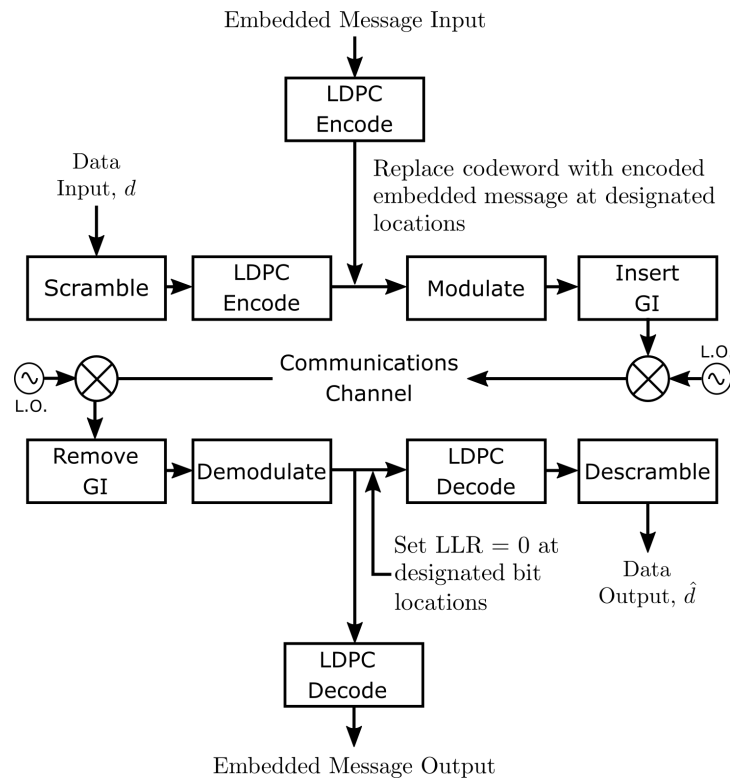 Embedded Message Input
LDPC
Encode
Data
Input, d
Replace codeword with encoded
embedded message at designated
locations
Scramble
LDPC
Encode
Modulate
Insert
GI
Communications
Channel
L.O.
L.O.
Remove
GI
Demodulate
LDPC
Decode
Descramble
Set LLR = 0 at
designated bit
locations
Data
Output, d̂
LDPC
Decode
Embedded Message Output